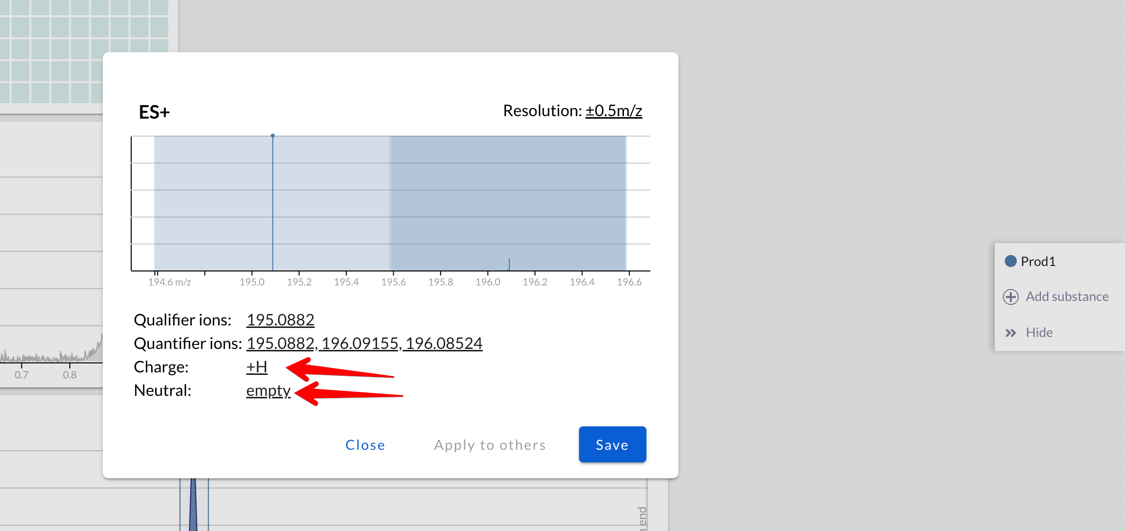 ES+
Resolution: ±0.5m/z
194.6 m/z 195.0 195.2 195.4 195.6 195.8 196.0 196.2 196.4 196.6
Qualifier ions: 195.0882
Quantifier ions: 195.0882, 196.09155, 196.08524
Charge: +H
Neutral: empty
Close Apply to others Save
Prod1
Add substance
Hide
0.7 0.8
end